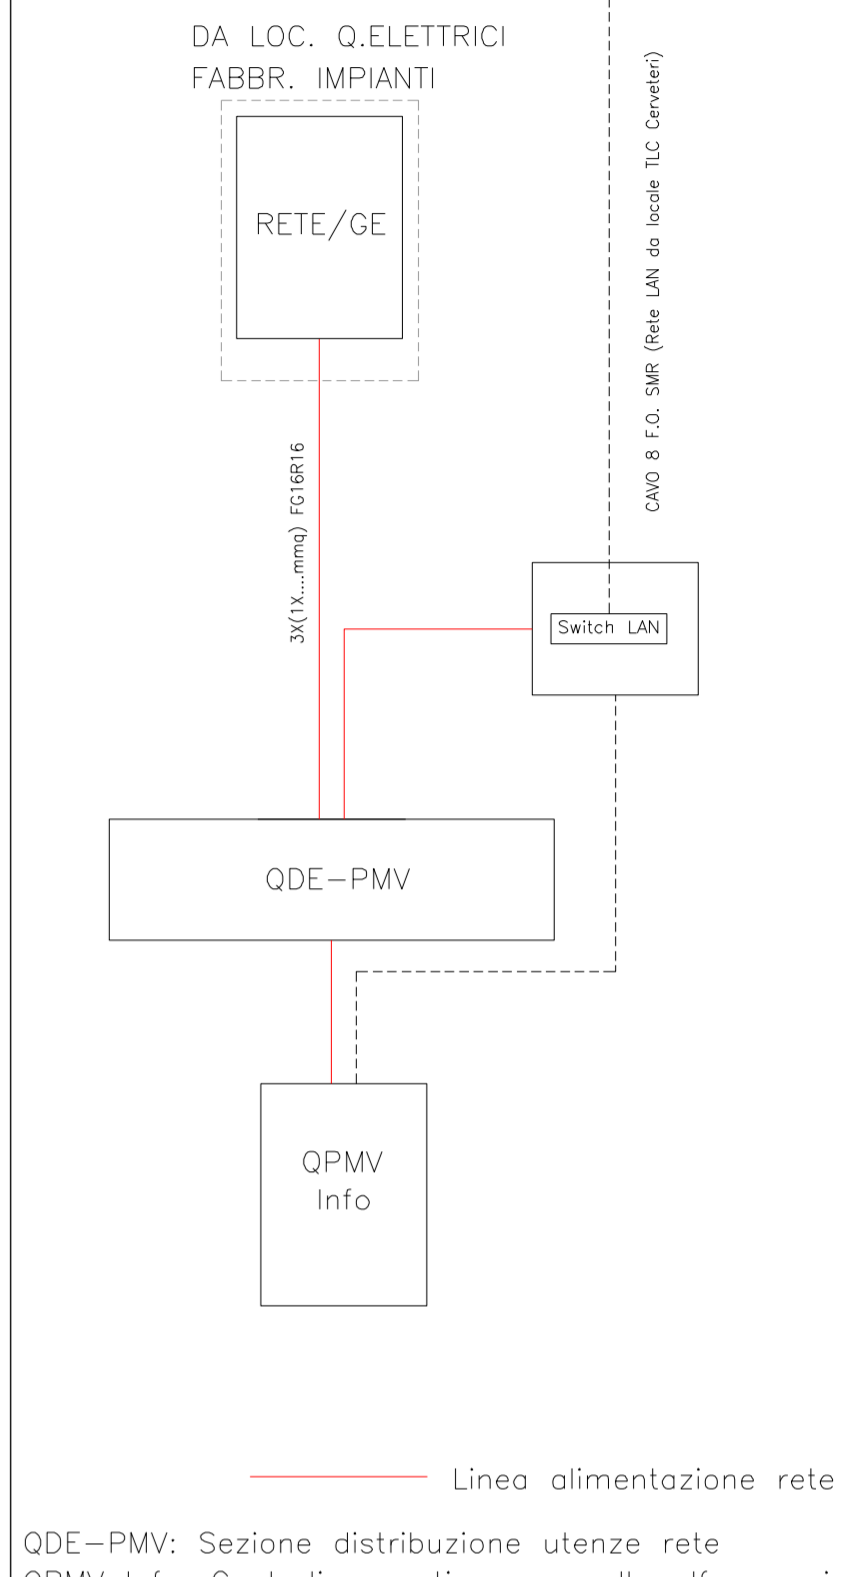 DA LOC. Q.ELETTRICI
FABBR. IMPIANTI
RETE/GE
CAVO 8 F.O. SMR (Rete LAN da locale TLC Cerveteri)
3X(1X....mmq) FG16R16
Switch LAN
QDE-PMV
QPMV
Info
Linea alimentazione rete
QDE-PMV: Sezione distribuzione utenze rete